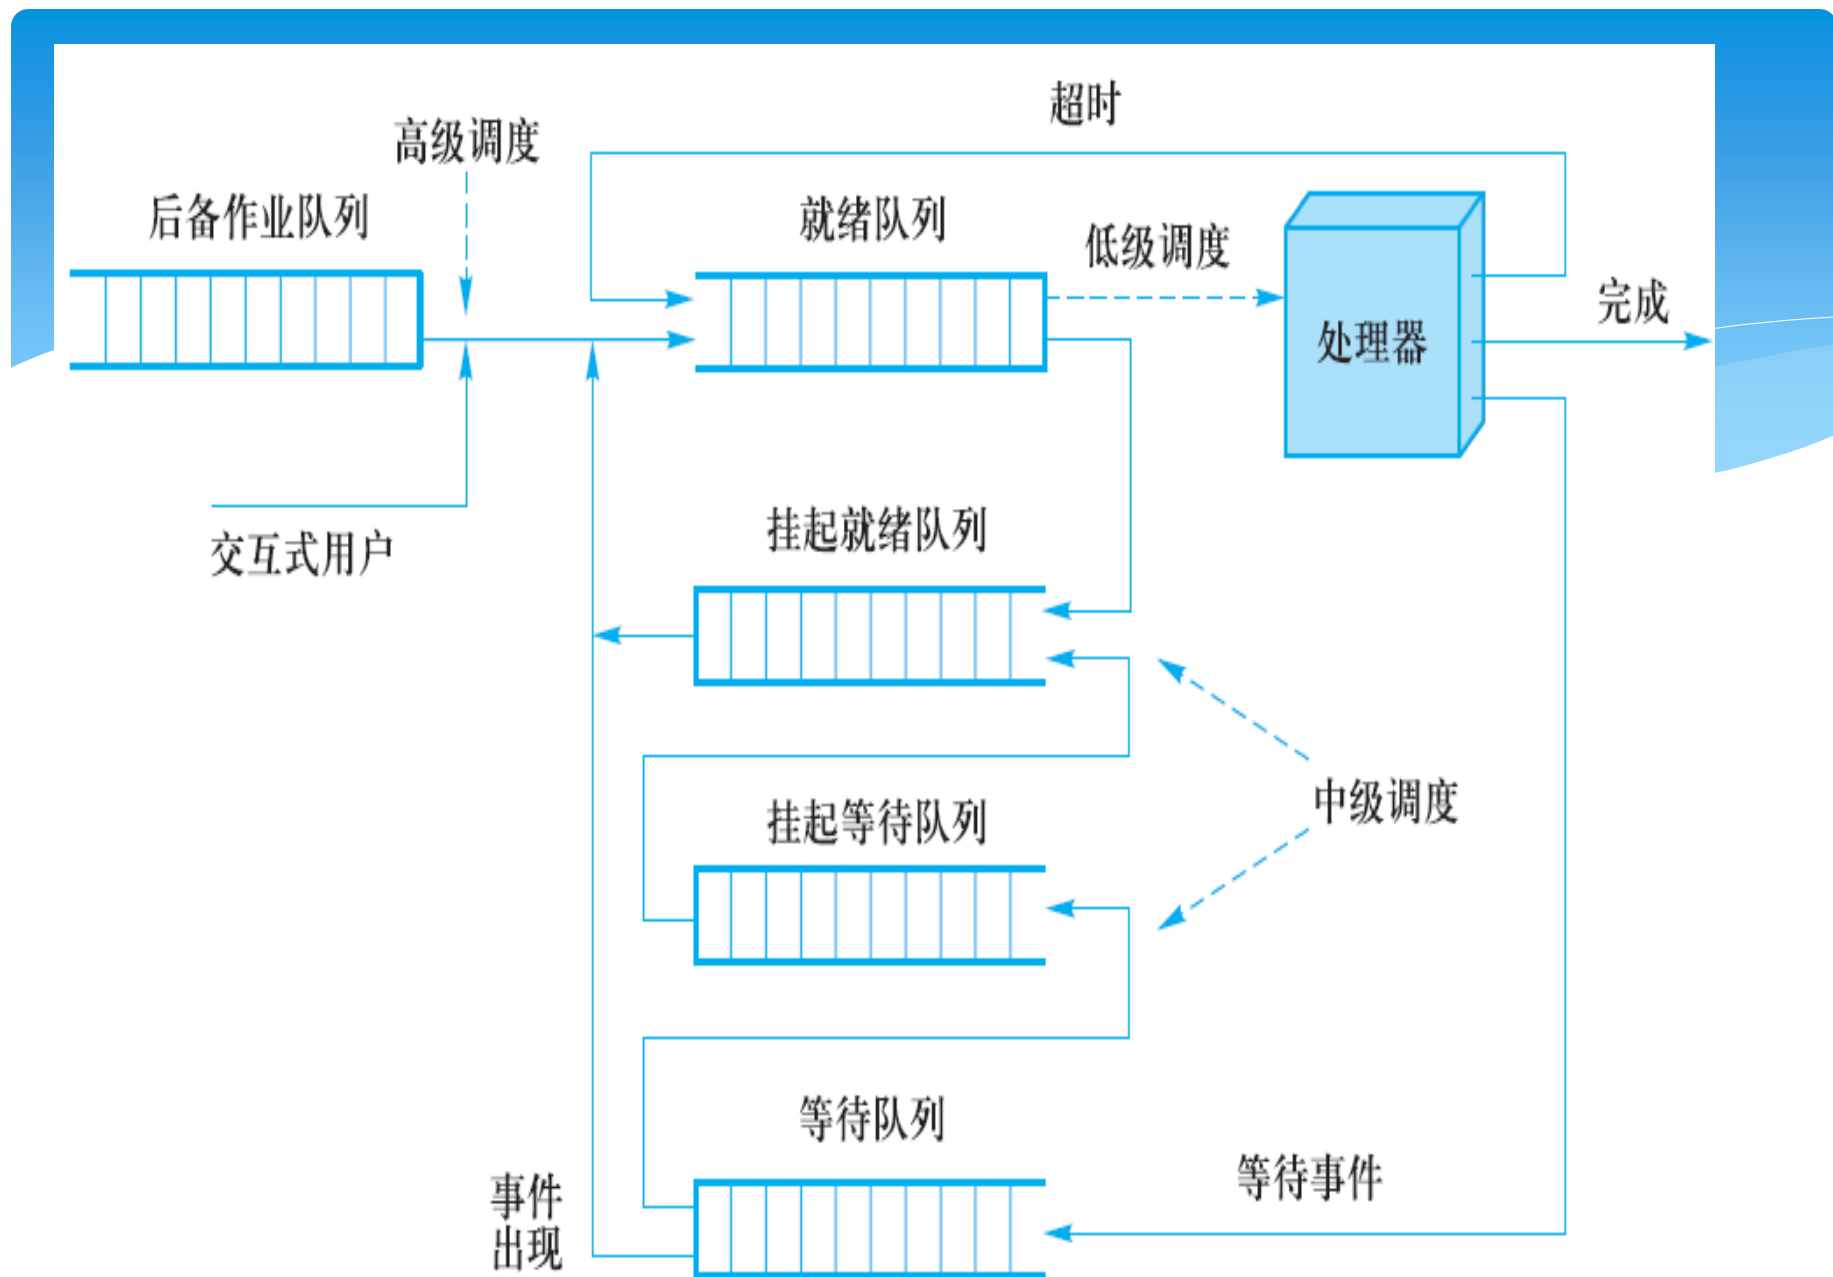 超时
高级调度
后备作业队列
就绪队列
低级调度
完成
处理器
挂起就绪队列
交互式用户
中级调度
挂起等待队列
等待队列
等待事件
事件
出现